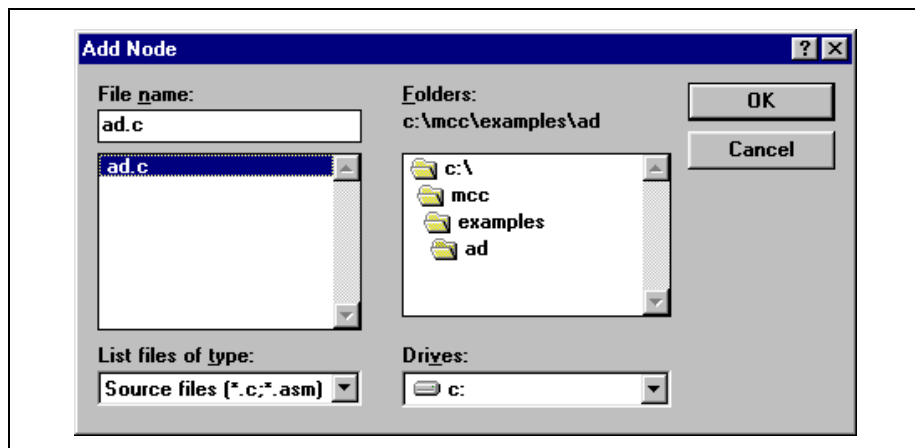 Add Node
File name:
ad.c
ad.c
List files of type:
Source files (*.c;*.asm)
Folders:
c:\mcc\examples\ad
c:\
mcc
examples
ad
Drives:
c:
OK
Cancel